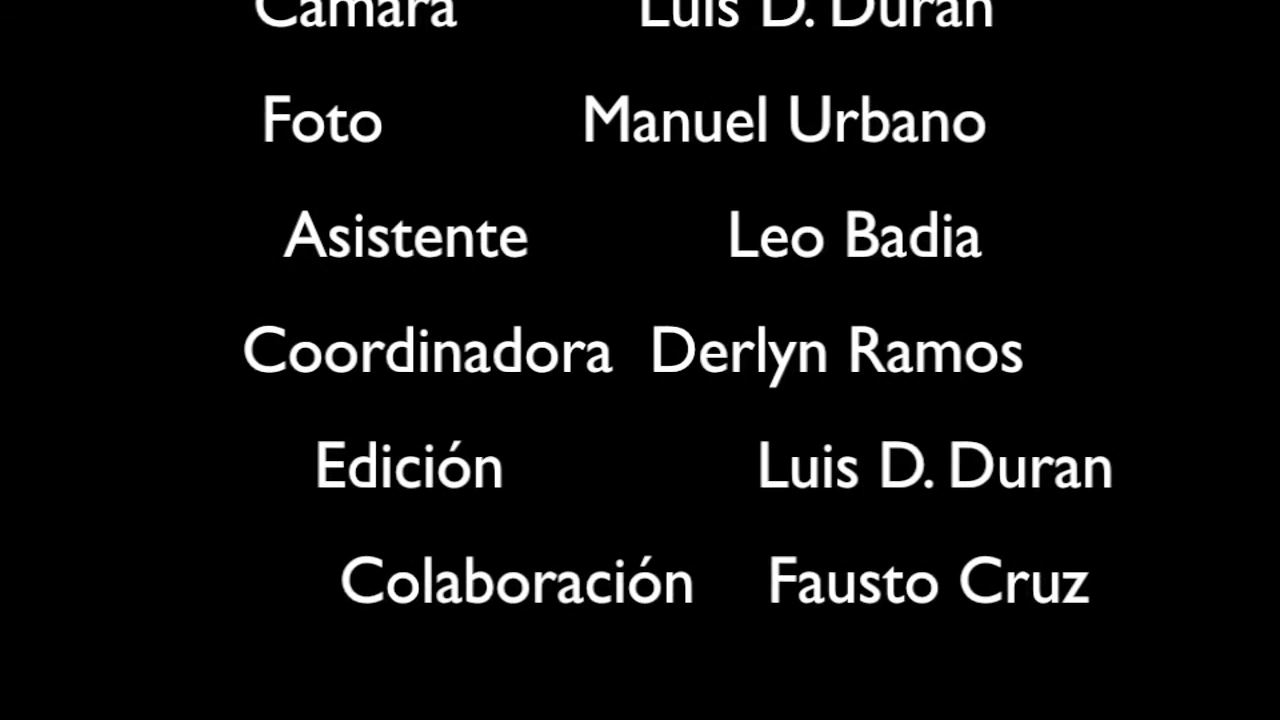 Camara Luis D. Duran
Foto Manuel Urbano
Asistente Leo Badia
Coordinadora Derlyn Ramos
Edición Luis D. Duran
Colaboración Fausto Cruz